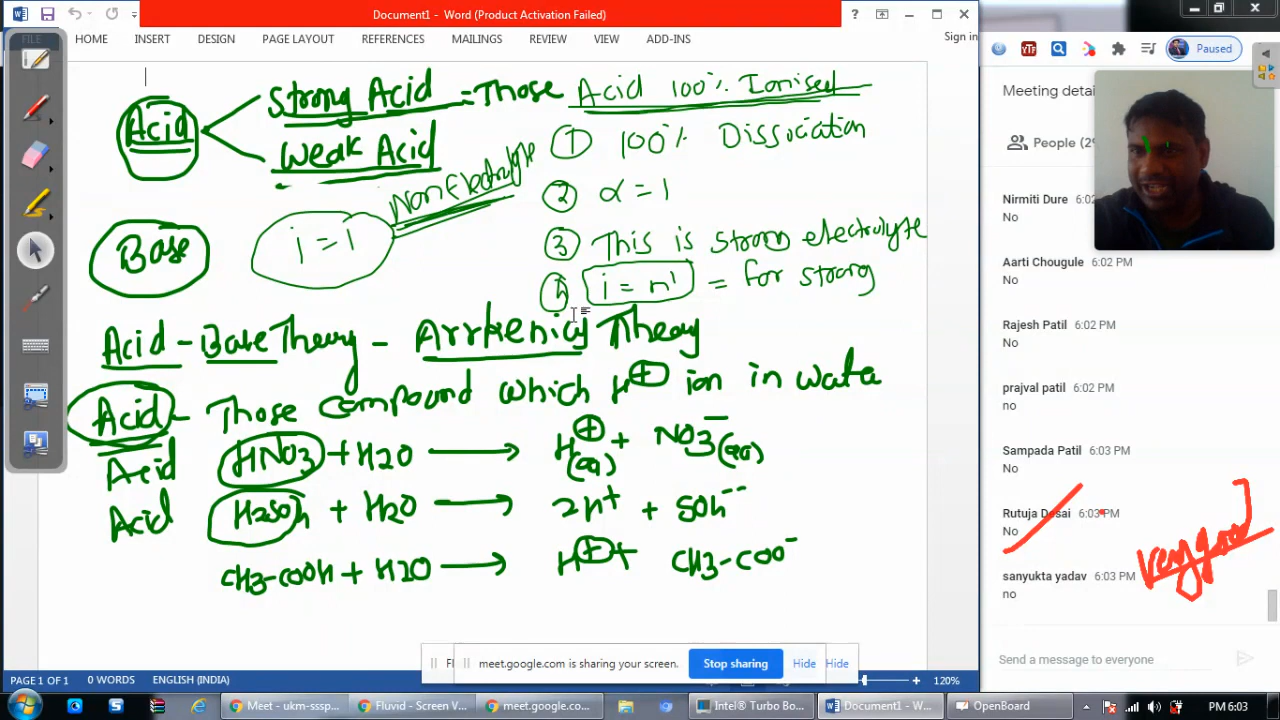 Document1 - Word (Product Activation Failed)
FILE HOME INSERT DESIGN PAGE LAYOUT REFERENCES MAILINGS REVIEW VIEW ADD-INS Sign in
Acid
Strong Acid = Those Acid 100% Ionised
Weak Acid
① 100% Dissociation
Non Electrolyte
② α = 1
Base
i = 1
③ This is strong electrolyte
i = n' = for strong
Acid - Base Theory - Arrhenicy Theory
Acid - Those compound which H⊕ ion in water
Acid HNO3 + H2O → H⊕(aq) + NO3⁻(aq)
Acid H2SO4 + H2O → 2H⁺ + SO4⁻⁻
CH3-COOH + H2O → H⊕ + CH3-COO⁻
Paused
Meeting detai
People (2
Nirmiti Dure 6:02
No
Aarti Chougule 6:02 PM
No
Rajesh Patil 6:02 PM
No
prajval patil 6:02 PM
no
Sampada Patil 6:03 PM
No
Rutuja Desai 6:03 PM
No
very good
sanyukta yadav 6:03 PM
no
Send a message to everyone
meet.google.com is sharing your screen. Stop sharing Hide Hide
PAGE 1 OF 1 0 WORDS ENGLISH (INDIA) 120%
Meet - ukm-sssp... Fluvid - Screen V... meet.google.co... Intel® Turbo Bo... Document1 - W... OpenBoard PM 6:03